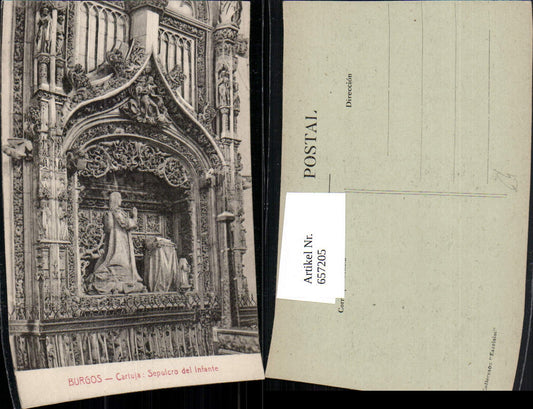 BURGOS — Cartuja: Sepulcro del Infante
POSTAL
Dirección
Artikel Nr.
657205